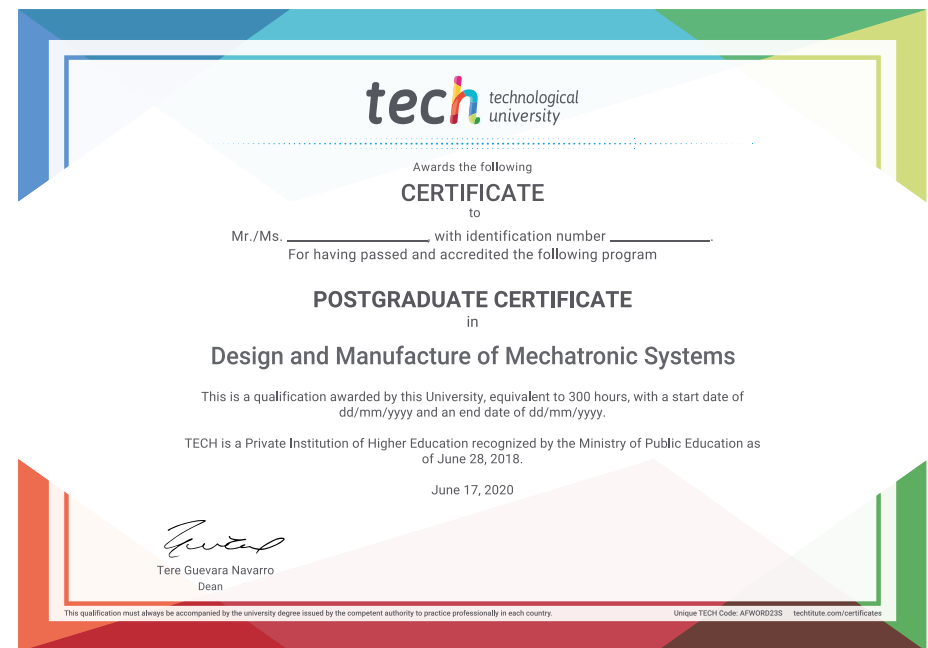 tech technological
university
Awards the following
CERTIFICATE
to
Mr./Ms. ____________, with identification number ____________.
For having passed and accredited the following program
POSTGRADUATE CERTIFICATE
in
Design and Manufacture of Mechatronic Systems
This is a qualification awarded by this University, equivalent to 300 hours, with a start date of
dd/mm/yyyy and an end date of dd/mm/yyyy.
TECH is a Private Institution of Higher Education recognized by the Ministry of Public Education as
of June 28, 2018.
June 17, 2020
Tere Guevara Navarro
Dean
This qualification must always be accompanied by the university degree issued by the competent authority to practice professionally in each country. Unique TECH Code: AFWORD23S techtitute.com/certificates